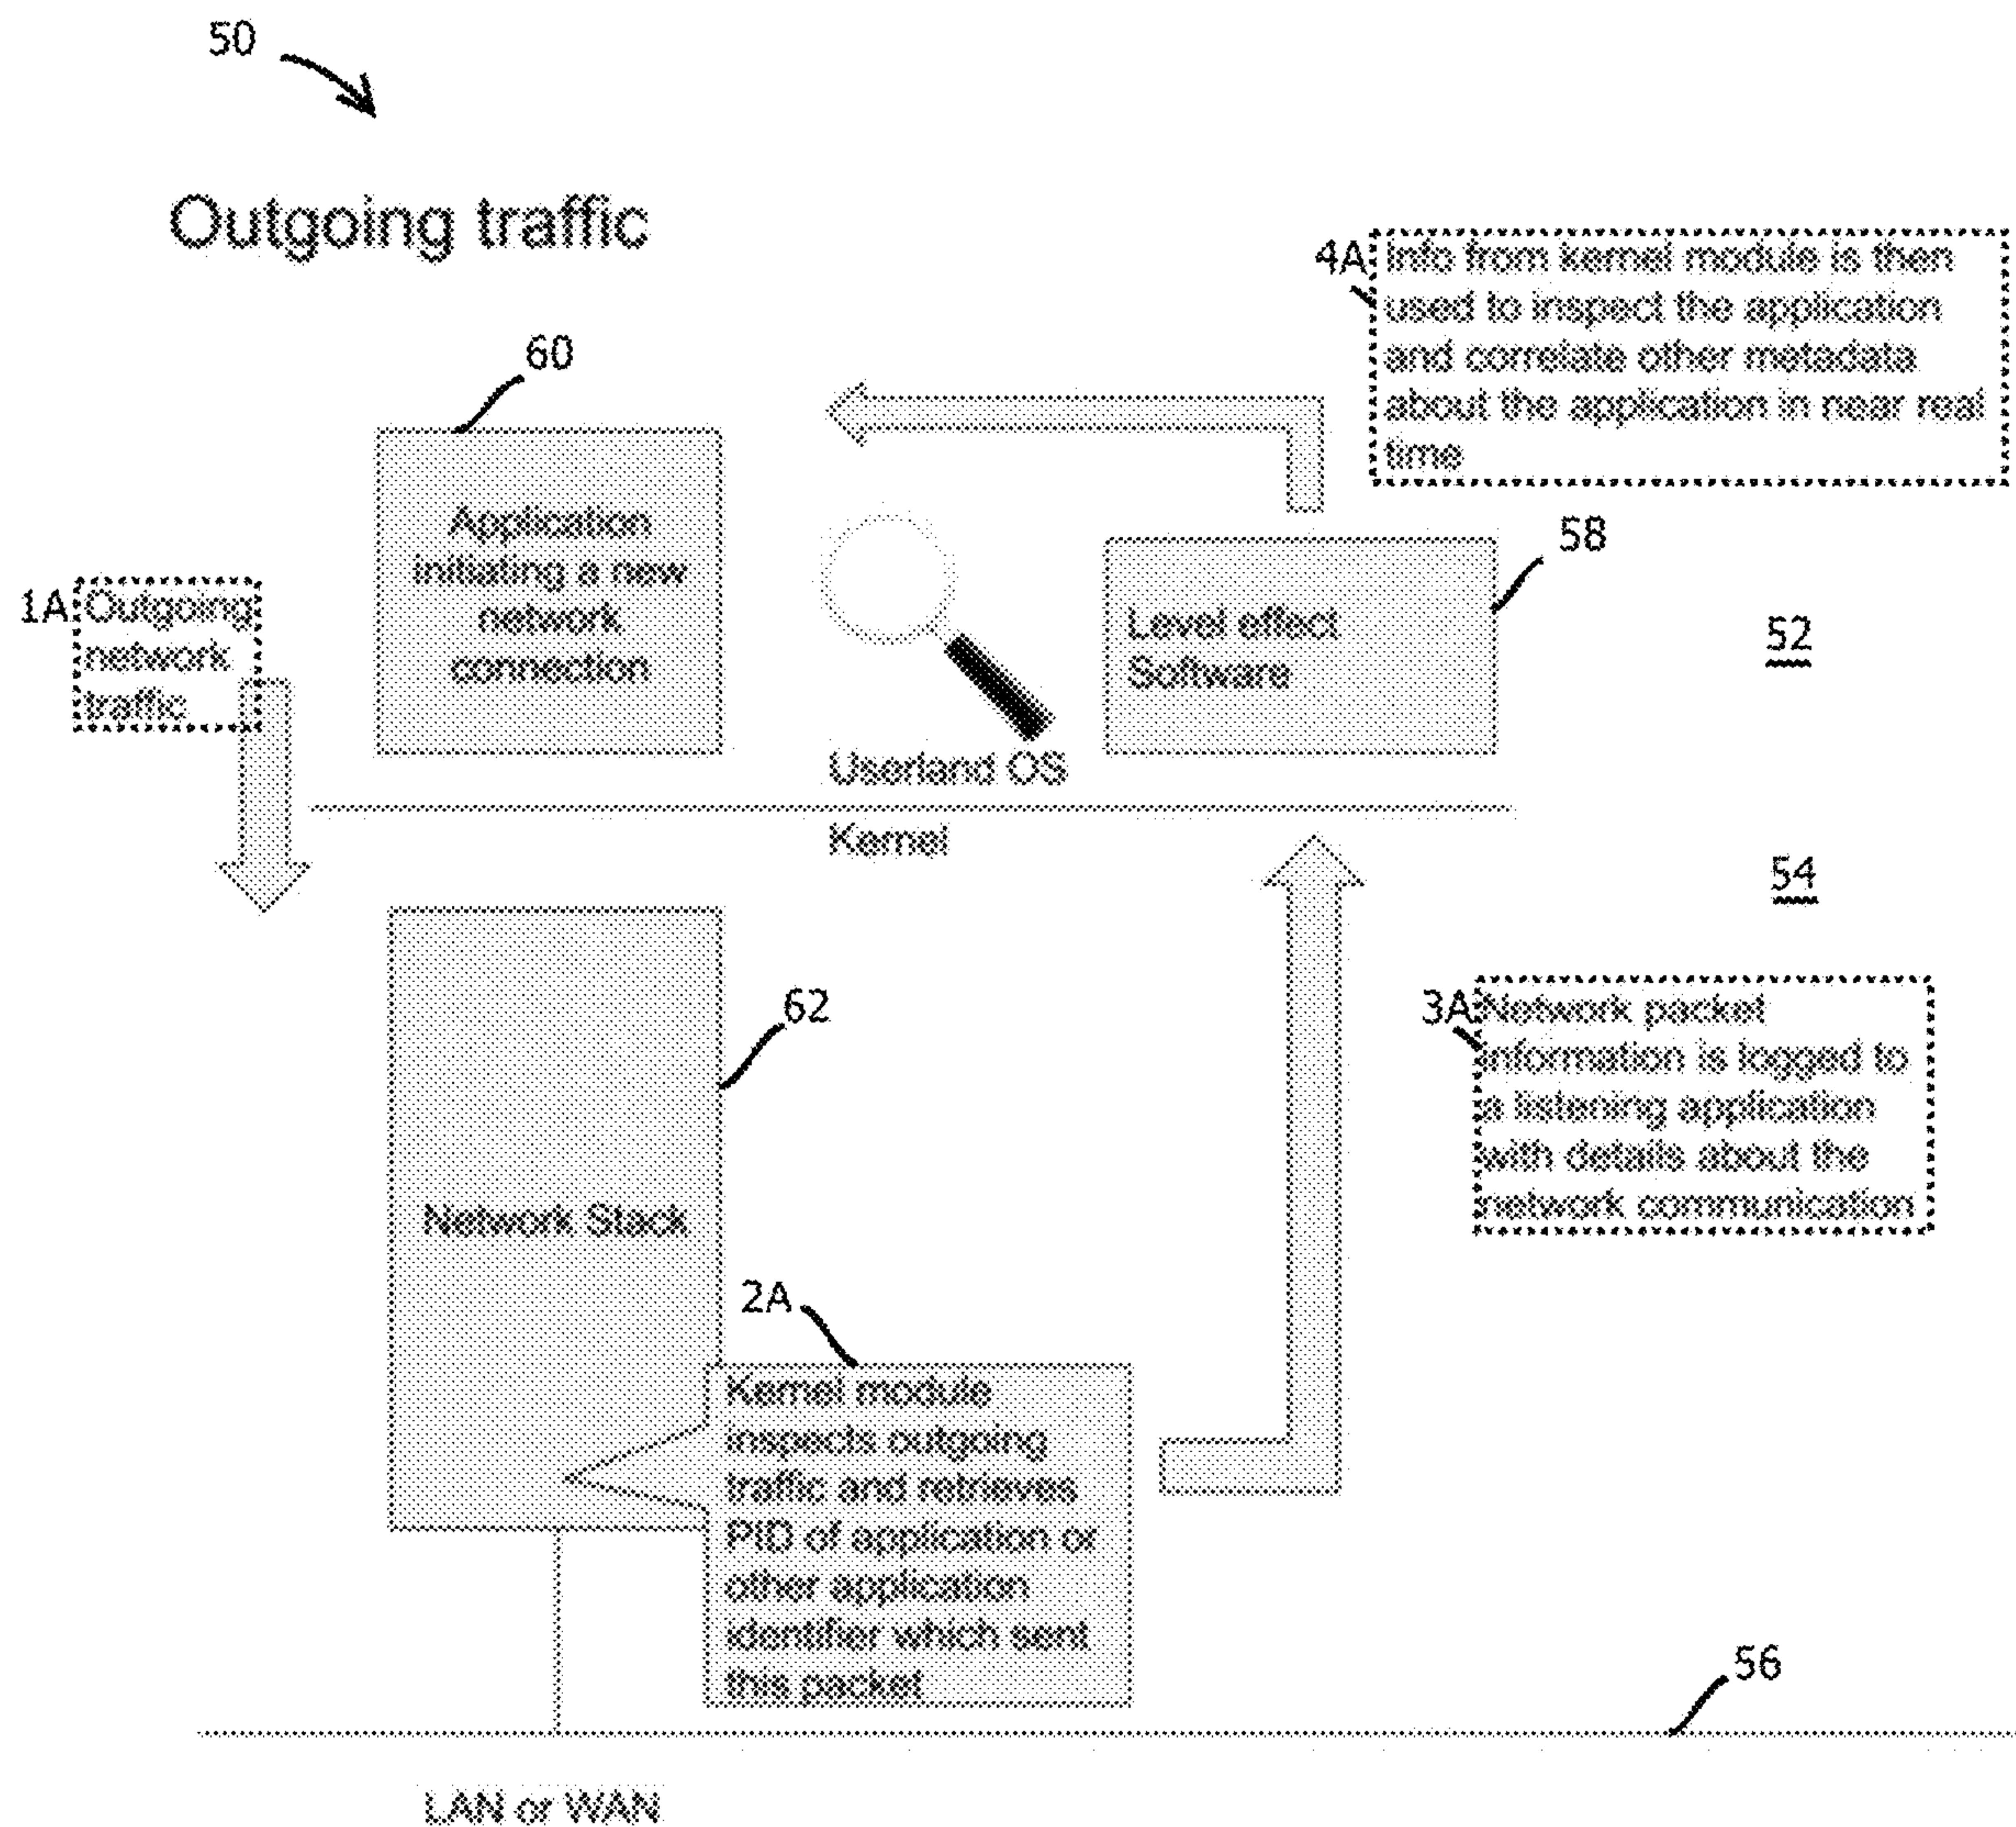 50
Outgoing traffic
4A
Info from kernel module is then
used to inspect the application
and correlate other metadata
about the application in near real
time
60
Application
initiating a new
network
connection
58
Level effect
Software
1A
Outgoing
network
traffic
52
Userland OS
Kernel
54
62
3A
Network packet
information is logged to
a listening application
with details about the
network communication
Network Stack
2A
Kernel module
inspects outgoing
traffic and retrieves
PID of application or
other application
identifier which sent
this packet
56
LAN or WAN